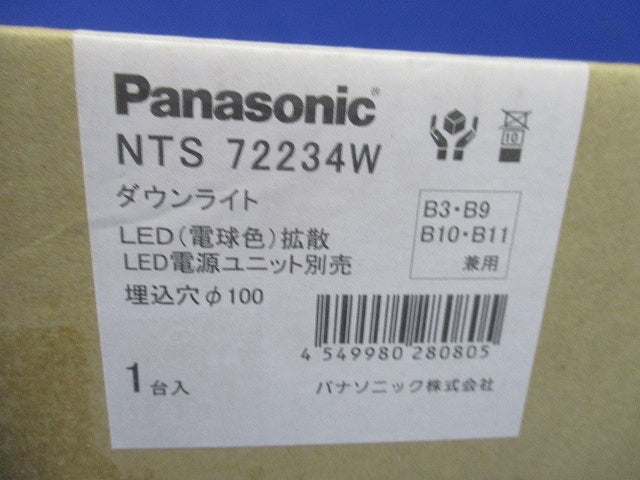 Panasonic®
NTS 72234W
10
ダウンライト
B3・B9
B10・B11
兼用
LED(電球色)拡散
LED電源ユニット別売
埋込穴φ100
4 549980 280805
1台入
パナソニック株式会社